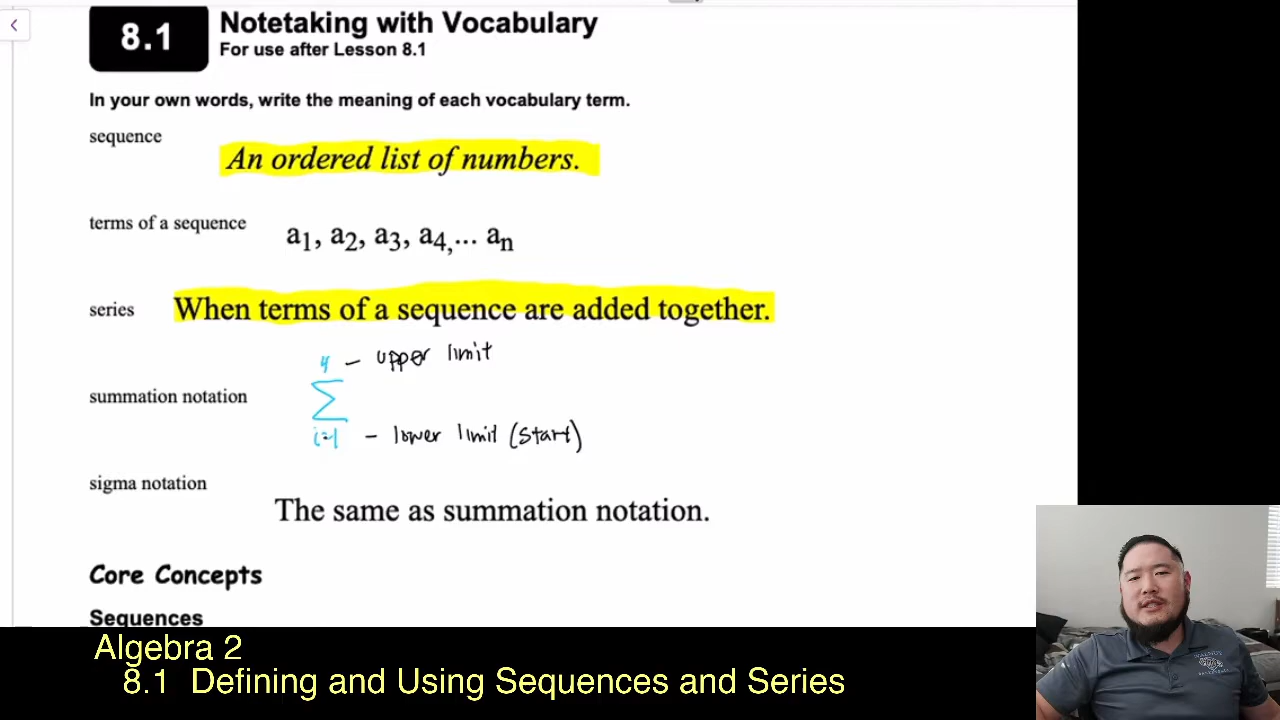 8.1
Notetaking with Vocabulary
For use after Lesson 8.1
In your own words, write the meaning of each vocabulary term.
sequence
An ordered list of numbers.
terms of a sequence
a1, a2, a3, a4,... an
series
When terms of a sequence are added together.
4 – upper limit
summation notation
∑
i=1 – lower limit (start)
sigma notation
The same as summation notation.
Core Concepts
Sequences
Algebra 2
8.1 Defining and Using Sequences and Series